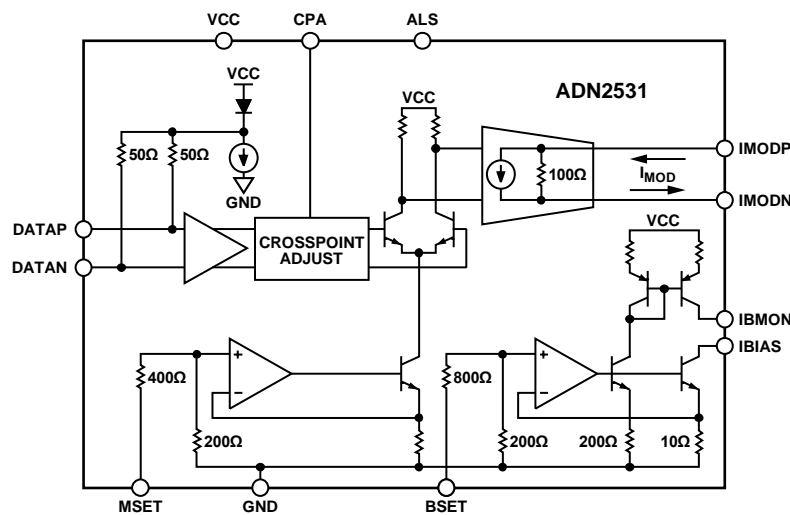 VCC CPA ALS
VCC
VCC
ADN2531
50Ω 50Ω
GND
100Ω
IMOD
IMODP
IMODN
DATAP
DATAN
CROSSPOINT
ADJUST
VCC
IBMON
IBIAS
400Ω
+
–
200Ω
800Ω
+
–
200Ω 200Ω 10Ω
MSET GND BSET